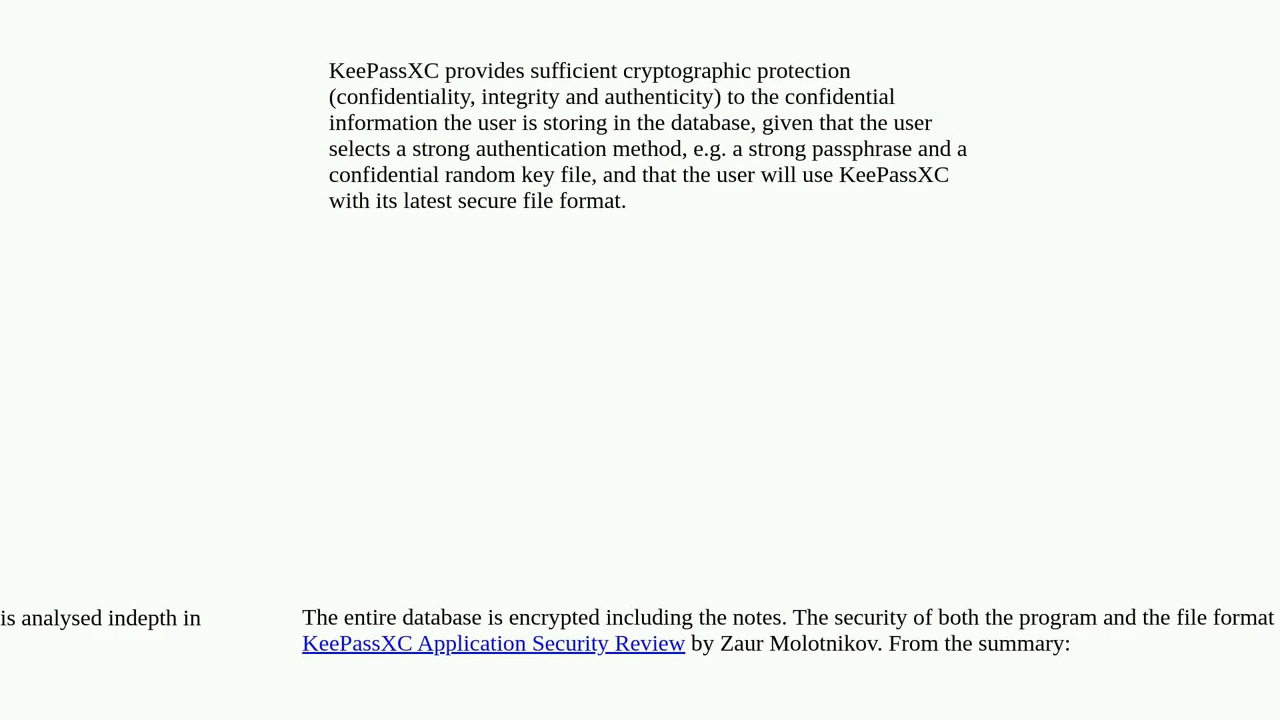 KeePassXC provides sufficient cryptographic protection
(confidentiality, integrity and authenticity) to the confidential
information the user is storing in the database, given that the user
selects a strong authentication method, e.g. a strong passphrase and a
confidential random key file, and that the user will use KeePassXC
with its latest secure file format.
The entire database is encrypted including the notes. The security of both the program and the file format
is analysed indepth in
KeePassXC Application Security Review by Zaur Molotnikov. From the summary: